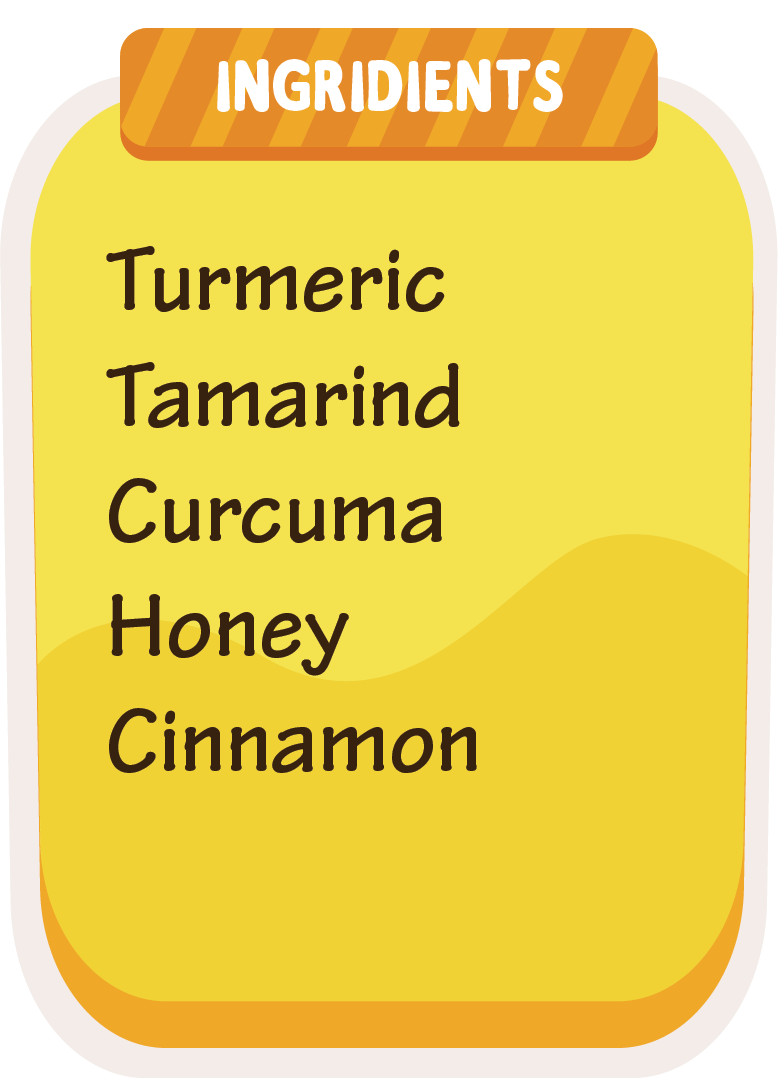 INGRIDIENTS
Turmeric
Tamarind
Curcuma
Honey
Cinnamon